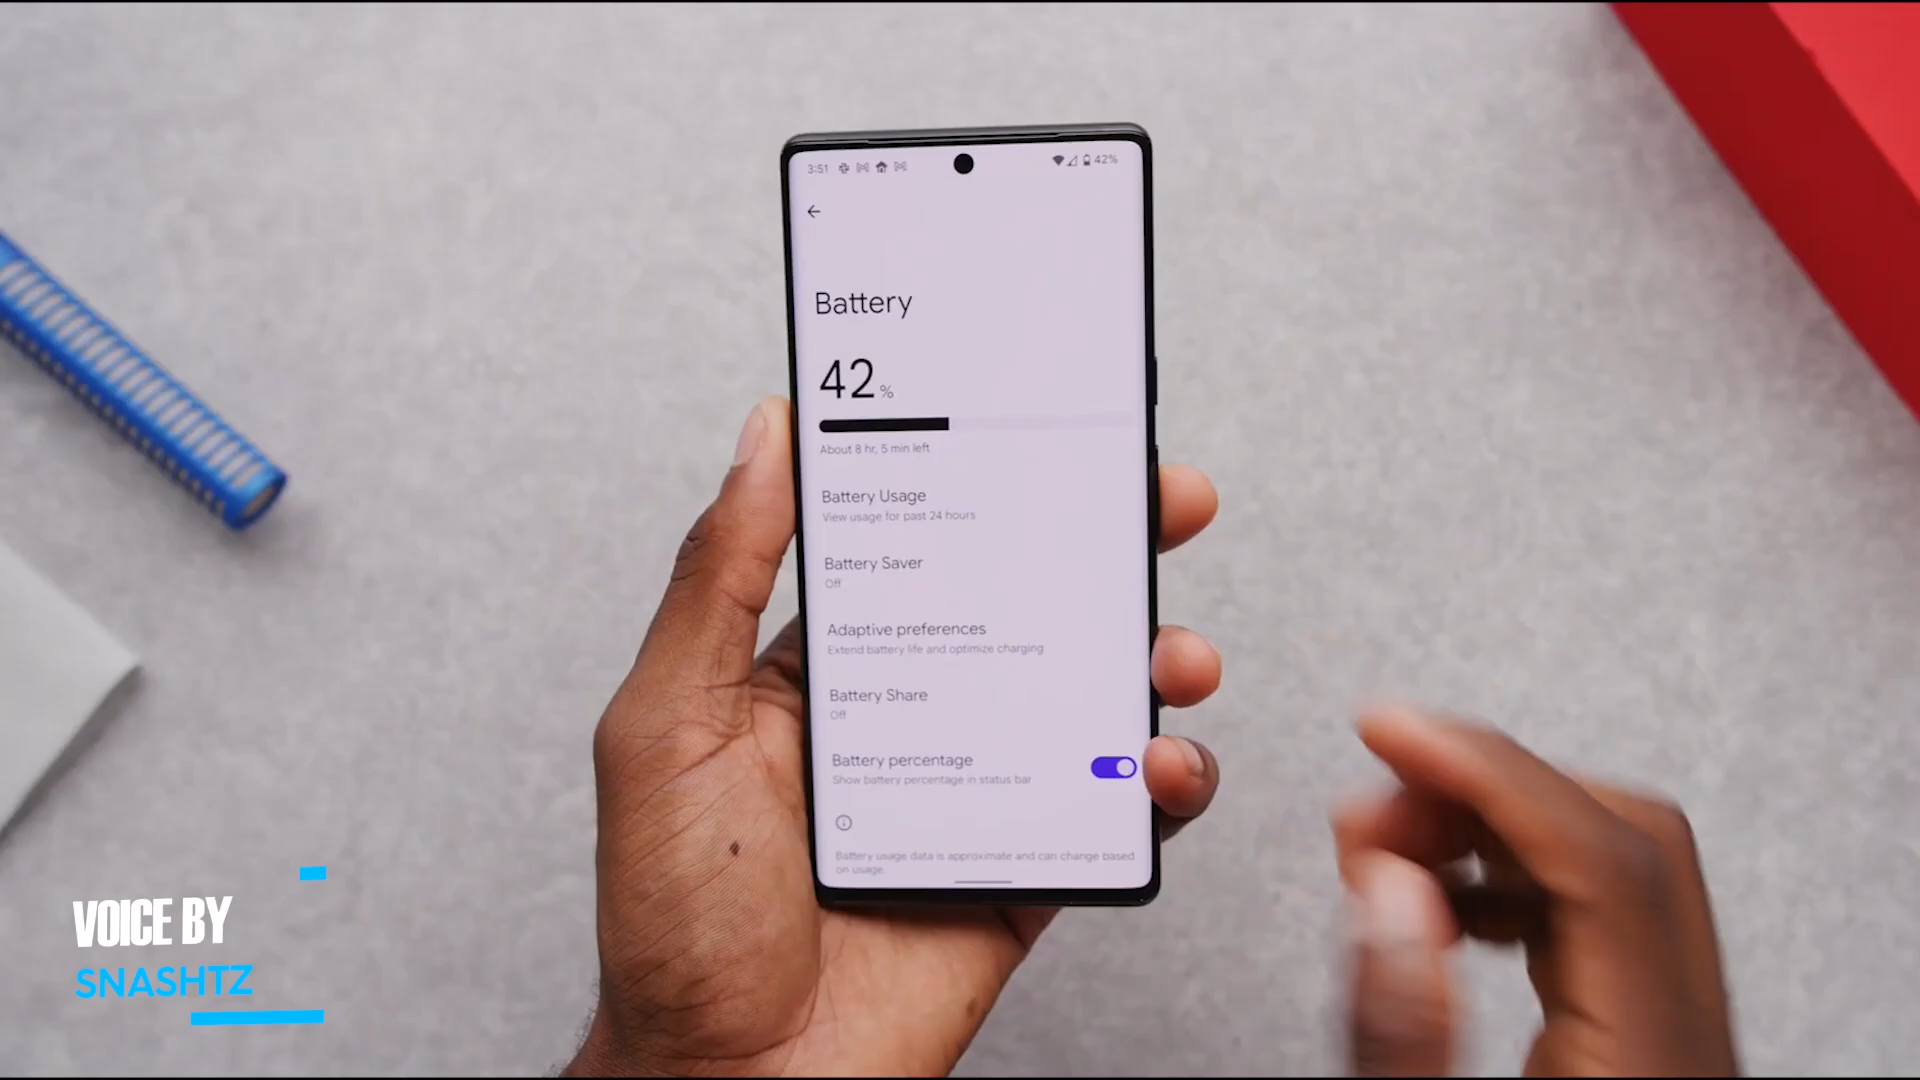 3:51
42%
Battery
42%
About 8 hr, 5 min left
Battery Usage
View usage for past 24 hours
Battery Saver
Off
Adaptive preferences
Extend battery life and optimize charging
Battery Share
Off
Battery percentage
Show battery percentage in status bar
Battery usage data is approximate and can change based
on usage.
VOICE BY
SNASHTZ